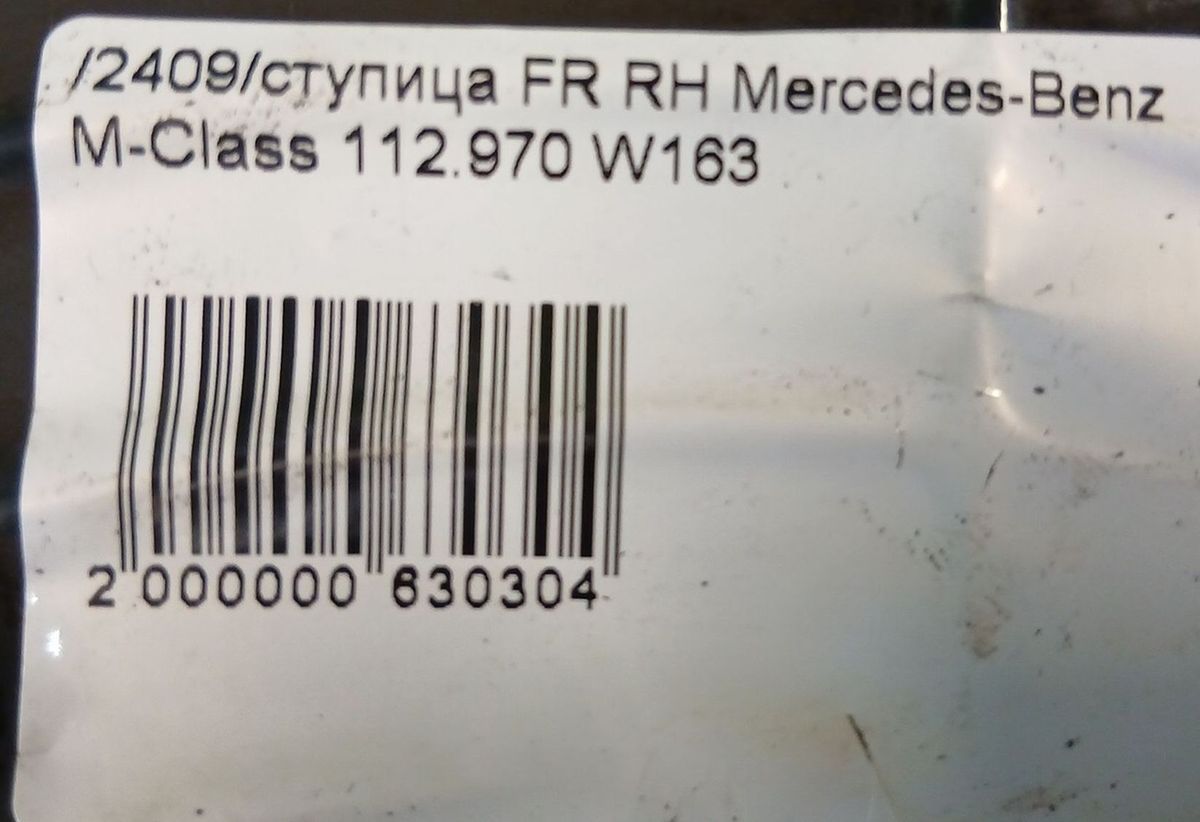 /2409/ступица FR RH Mercedes-Benz
M-Class 112.970 W163
2 000000 630304